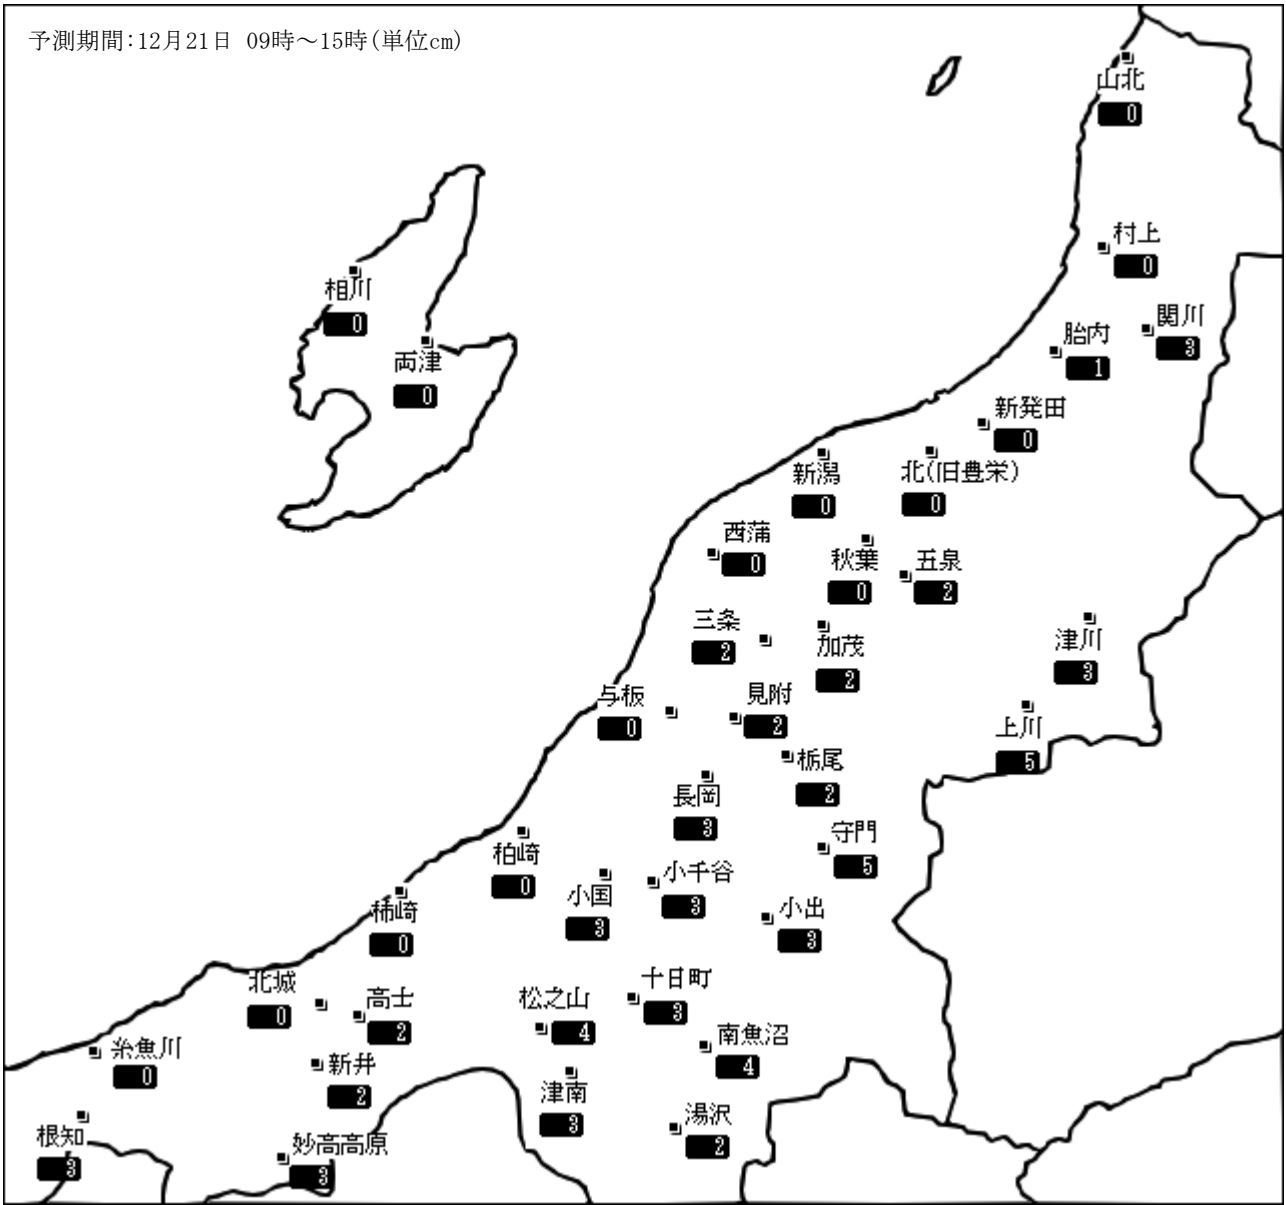 予測期間:12月21日 09時～15時(単位cm)
山北
0
村上
0
相川
0
関川
3
胎内
1
両津
0
新発田
0
新潟
0
北(旧豊栄)
0
西蒲
0
秋葉
0
五泉
2
三条
2
加茂
2
津川
3
与板
0
見附
2
上川
5
栃尾
2
長岡
3
守門
5
柏崎
0
小千谷
3
小国
3
柿崎
0
小出
3
北城
0
高士
2
松之山
4
十日町
3
南魚沼
4
糸魚川
0
新井
2
津南
3
湯沢
2
根知
3
妙高高原
3